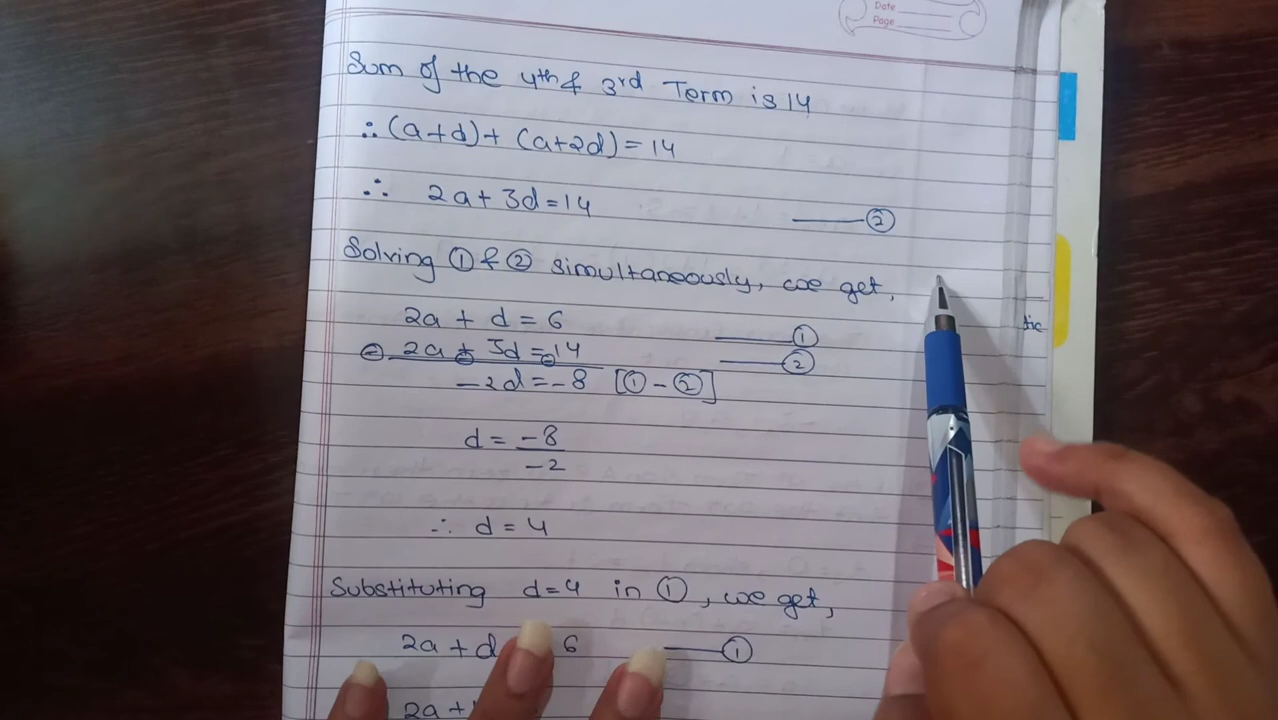 Date
Page
Sum of the 4th & 3rd Term is 14
∴ (a+d) + (a+2d) = 14
∴ 2a + 3d = 14 ②
Solving ① & ② simultaneously, we get,
2a + d = 6 ①
2a + 3d = 14 ②
-2d = -8 [① - ②]
d = -8
-2
∴ d = 4
Substituting d=4 in ①, we get,
2a + d 6 ①
2a +